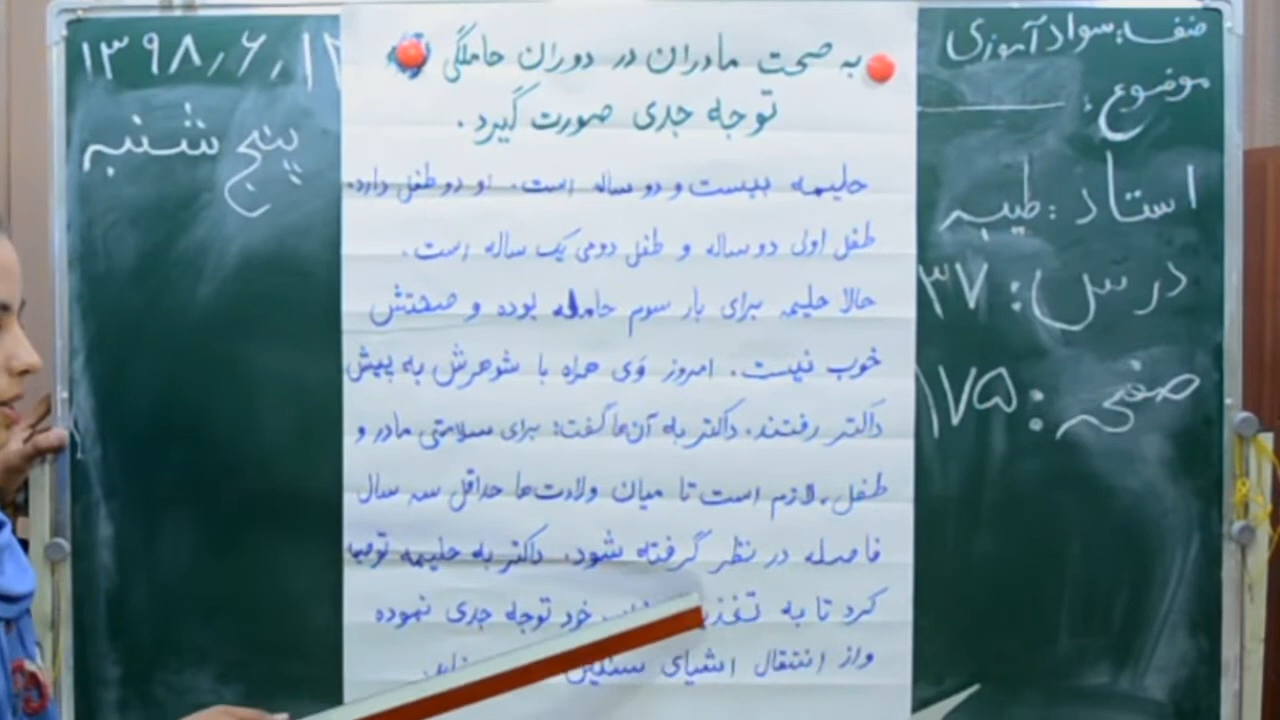 صنف: سواد آموزی
موضوع:
استاد: طیبه
درس: ۳۷
صفحه: ۱۷۵
به صحت مادران در دوران حاملگی
توجه جدی صورت گیرد.
حلیمه بیست و دو ساله است. او دو طفل دارد.
طفل اولی دو ساله و طفل دومی یک ساله است.
حالا حلیمه برای بار سوم حامله بوده و صحتش
خوب نیست. امروز وی همراه با شوهرش به پیش
داکتر رفتند. داکتر به آن‌ها گفت: برای سلامتی مادر و
طفل، لازم است تا میان ولادت‌ها حداقل سه سال
فاصله در نظر گرفته شود. داکتر به حلیمه توصیه
کرد تا به خود توجه جدی نموده
واز انتقال اشیای سنگین
۱۳۹۸٫۶٫۱
پنج شنبه